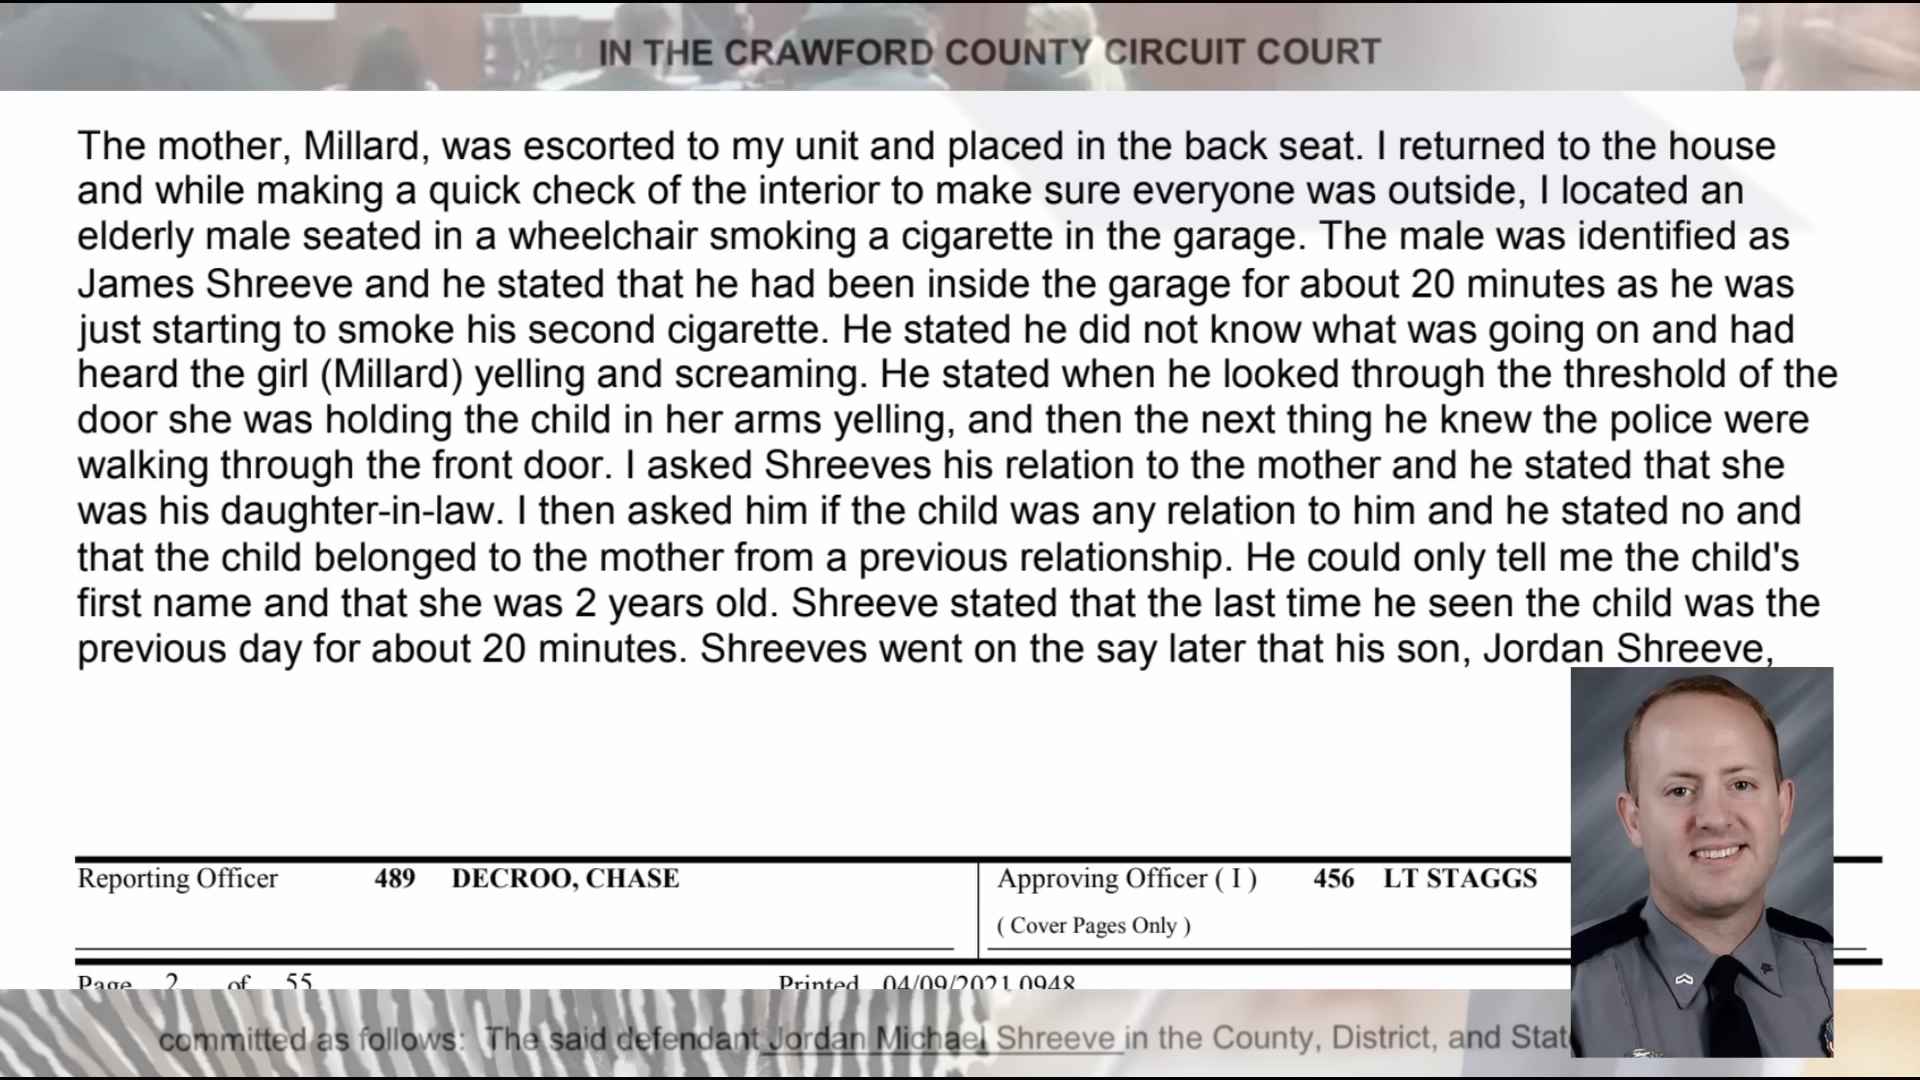 IN THE CRAWFORD COUNTY CIRCUIT COURT
The mother, Millard, was escorted to my unit and placed in the back seat. I returned to the house
and while making a quick check of the interior to make sure everyone was outside, I located an
elderly male seated in a wheelchair smoking a cigarette in the garage. The male was identified as
James Shreeve and he stated that he had been inside the garage for about 20 minutes as he was
just starting to smoke his second cigarette. He stated he did not know what was going on and had
heard the girl (Millard) yelling and screaming. He stated when he looked through the threshold of the
door she was holding the child in her arms yelling, and then the next thing he knew the police were
walking through the front door. I asked Shreeves his relation to the mother and he stated that she
was his daughter-in-law. I then asked him if the child was any relation to him and he stated no and
that the child belonged to the mother from a previous relationship. He could only tell me the child's
first name and that she was 2 years old. Shreeve stated that the last time he seen the child was the
previous day for about 20 minutes. Shreeves went on the say later that his son, Jordan Shreeve,
Reporting Officer 489 DECROO, CHASE
Approving Officer ( I ) 456 LT STAGGS
( Cover Pages Only )
Page 2 of 55
Printed 04/09/2021 0948
committed as follows: The said defendant Jordan Michael Shreeve in the County, District, and State